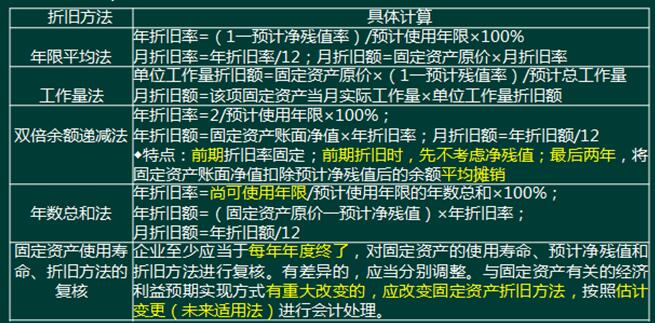 折旧方法 具体计算
年限平均法
年折旧率=（1一预计净残值率）/预计使用年限×100%
月折旧率=年折旧率/12；月折旧额=固定资产原价×月折旧率
工作量法
单位工作量折旧额=固定资产原价×（1一预计残值率）/预计总工作量
月折旧额=该项固定资产当月实际工作量×单位工作量折旧额
双倍余额递减法
年折旧率=2/预计使用年限×100%；
年折旧额=固定资产账面净值×年折旧率；月折旧额=年折旧额/12
♦特点：前期折旧率固定；前期折旧时，先不考虑净残值；最后两年，将
固定资产账面净值扣除预计净残值后的余额平均摊销
年数总和法
年折旧率=尚可使用年限/预计使用年限的年数总和×100%；
年折旧额=（固定资产原价一预计净残值）×年折旧率；
月折旧额=年折旧额/12
固定资产使用寿
命、折旧方法的
复核
企业至少应当于每年年度终了，对固定资产的使用寿命、预计净残值和
折旧方法进行复核。有差异的，应当分别调整。与固定资产有关的经济
利益预期实现方式有重大改变的，应改变固定资产折旧方法，按照估计
变更（未来适用法）进行会计处理。